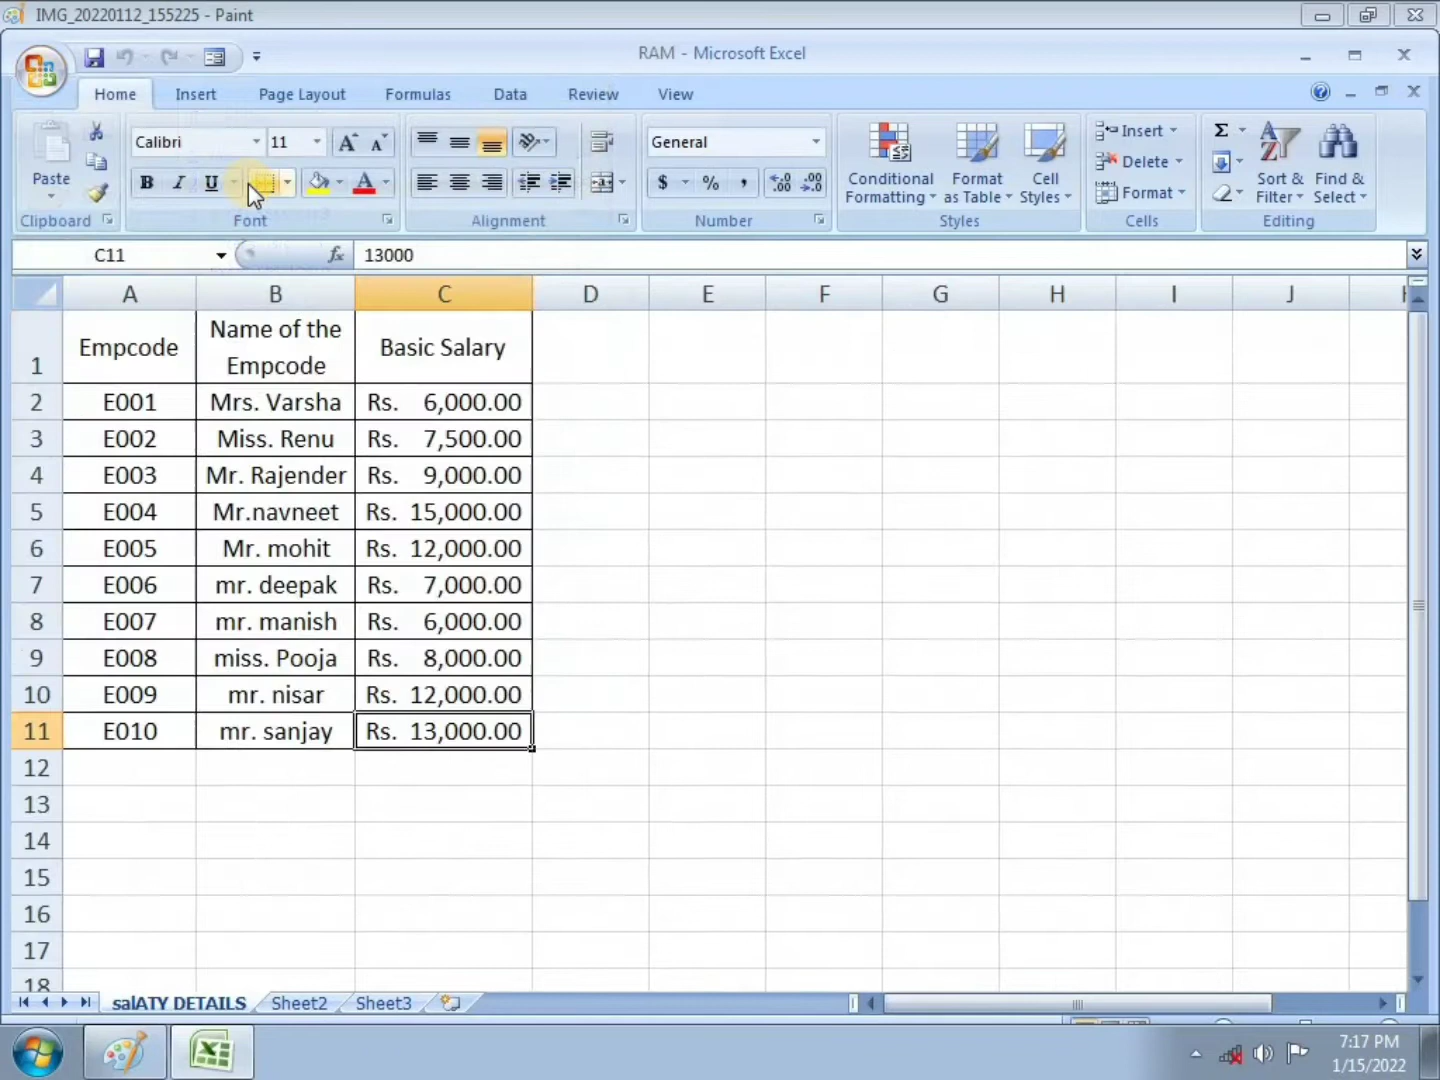 IMG_20220112_155225 - Paint
RAM - Microsoft Excel
Home Insert Page Layout Formulas Data Review View
Calibri 11 General Insert Σ
Paste B I U A $ % , Conditional Formatting Format as Table Cell Styles Delete Sort & Filter Find & Select
Format
Clipboard Font Alignment Number Styles Cells Editing
C11 fx 13000
A B C D E F G H I J
1 Empcode Name of the Empcode Basic Salary
2 E001 Mrs. Varsha Rs. 6,000.00
3 E002 Miss. Renu Rs. 7,500.00
4 E003 Mr. Rajender Rs. 9,000.00
5 E004 Mr.navneet Rs. 15,000.00
6 E005 Mr. mohit Rs. 12,000.00
7 E006 mr. deepak Rs. 7,000.00
8 E007 mr. manish Rs. 6,000.00
9 E008 miss. Pooja Rs. 8,000.00
10 E009 mr. nisar Rs. 12,000.00
11 E010 mr. sanjay Rs. 13,000.00
12
13
14
15
16
17
18
salATY DETAILS Sheet2 Sheet3
7:17 PM
1/15/2022